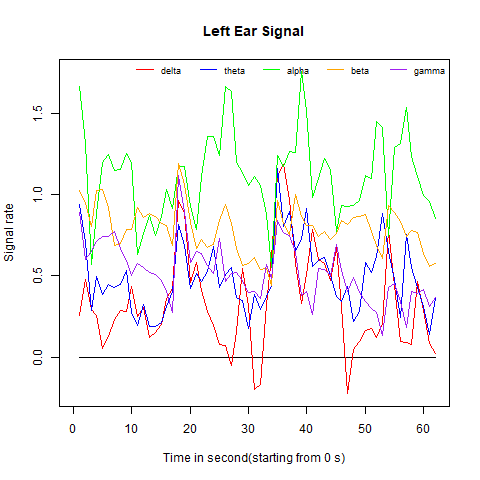 Left Ear Signal
delta theta alpha beta gamma
Signal rate
1.5
1.0
0.5
0.0
0 10 20 30 40 50 60
Time in second(starting from 0 s)